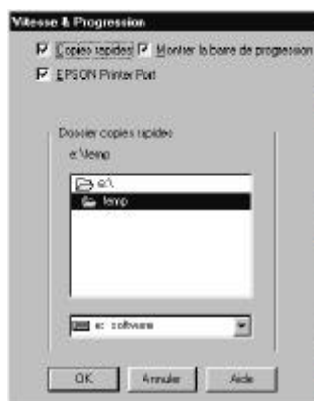 Vitesse & Progression
Copies rapides Montrer la barre de progression
EPSON Printer Port
Dossier copies rapides
e:\temp
e:\
temp
e: software
OK Annuler Aide